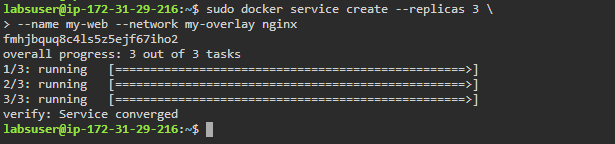 labsuser@ip-172-31-29-216:~$ sudo docker service create --replicas 3 \
> --name my-web --network my-overlay nginx
fmhjbquq8c4ls5z5ejf67iho2
overall progress: 3 out of 3 tasks
1/3: running   [==================================================>]
2/3: running   [==================================================>]
3/3: running   [==================================================>]
verify: Service converged
labsuser@ip-172-31-29-216:~$